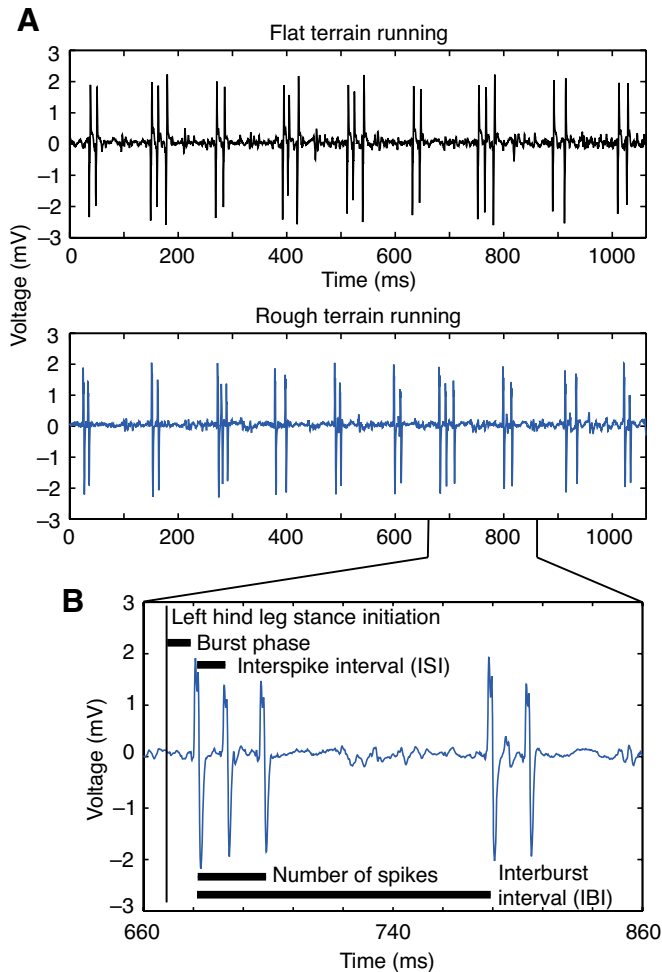 A
Flat terrain running
3
2
1
0
–1
–2
–3
0 200 400 600 800 1000
Time (ms)
Voltage (mV)
Rough terrain running
3
2
1
0
–1
–2
–3
0 200 400 600 800 1000
B
3
2
1
0
–1
–2
–3
Voltage (mV)
Left hind leg stance initiation
Burst phase
Interspike interval (ISI)
Number of spikes
Interburst
interval (IBI)
660 740 860
Time (ms)